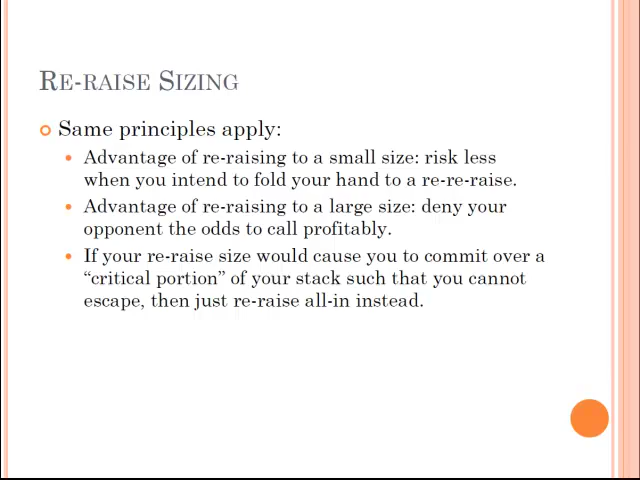 RE-RAISE SIZING
Same principles apply:
Advantage of re-raising to a small size: risk less
when you intend to fold your hand to a re-re-raise.
Advantage of re-raising to a large size: deny your
opponent the odds to call profitably.
If your re-raise size would cause you to commit over a
“critical portion” of your stack such that you cannot
escape, then just re-raise all-in instead.